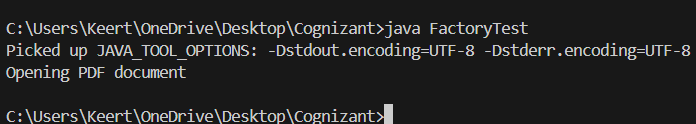 C:\Users\Keert\OneDrive\Desktop\Cognizant>java FactoryTest
Picked up JAVA_TOOL_OPTIONS: -Dstdout.encoding=UTF-8 -Dstderr.encoding=UTF-8
Opening PDF document
C:\Users\Keert\OneDrive\Desktop\Cognizant>